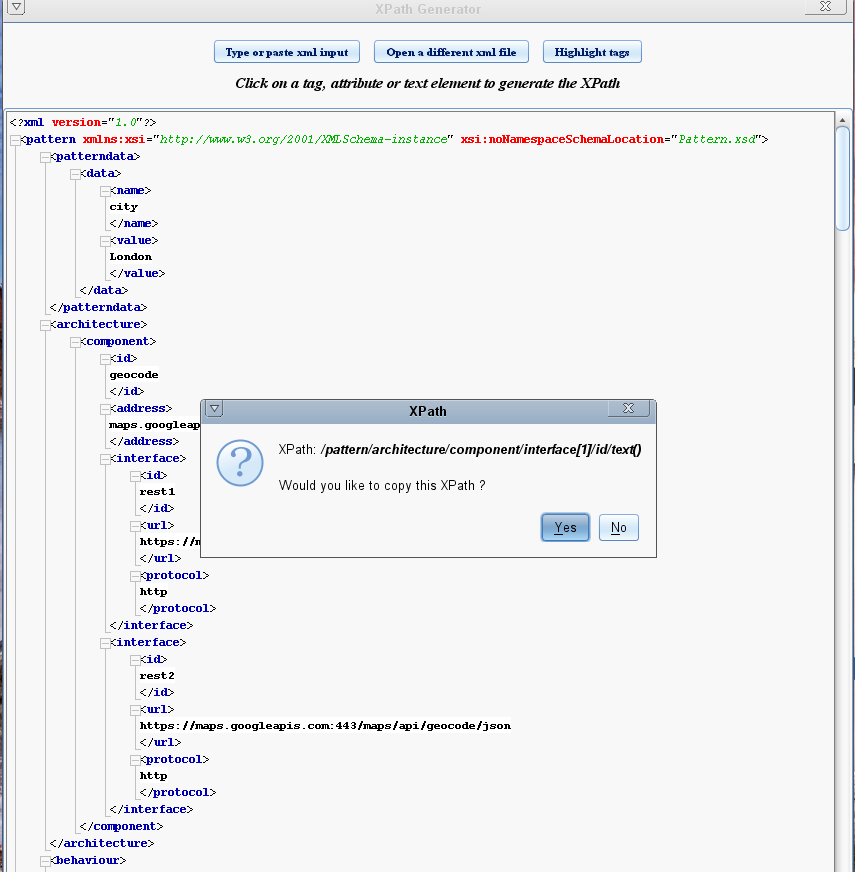 XPath Generator
Type or paste xml input Open a different xml file Highlight tags
Click on a tag, attribute or text element to generate the XPath
<?xml version="1.0"?>
<pattern xmlns:xsi="http://www.w3.org/2001/XMLSchema-instance" xsi:noNamespaceSchemaLocation="Pattern.xsd">
<patterndata>
<data>
<name>
city
</name>
<value>
London
</value>
</data>
</patterndata>
<architecture>
<component>
<id>
geocode
</id>
<address>
maps.googleap
</address>
<interface>
<id>
rest1
</id>
<url>
https://m
</url>
<protocol>
http
</protocol>
</interface>
<interface>
<id>
rest2
</id>
<url>
https://maps.googleapis.com:443/maps/api/geocode/json
</url>
<protocol>
http
</protocol>
</interface>
</component>
</architecture>
<behaviour>
XPath
XPath: /pattern/architecture/component/interface[1]/id/text()
Would you like to copy this XPath ?
Yes No